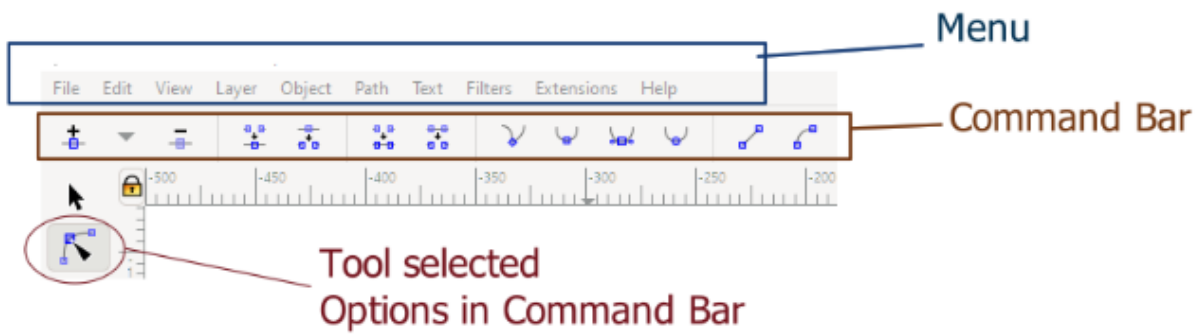 Menu
File Edit View Layer Object Path Text Filters Extensions Help
Command Bar
-500 -450 -400 -350 -300 -250 -200
Tool selected
Options in Command Bar